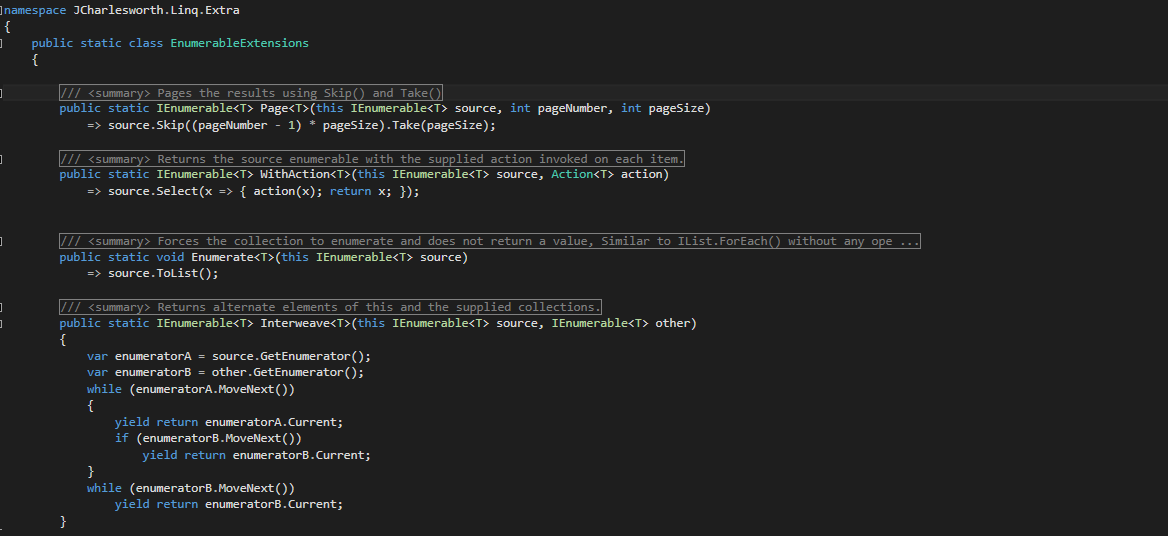 namespace JCharlesworth.Linq.Extra
{
    public static class EnumerableExtensions
    {
        /// <summary> Pages the results using Skip() and Take()
        public static IEnumerable<T> Page<T>(this IEnumerable<T> source, int pageNumber, int pageSize)
            => source.Skip((pageNumber - 1) * pageSize).Take(pageSize);
        /// <summary> Returns the source enumerable with the supplied action invoked on each item.
        public static IEnumerable<T> WithAction<T>(this IEnumerable<T> source, Action<T> action)
            => source.Select(x => { action(x); return x; });
        /// <summary> Forces the collection to enumerate and does not return a value, Similar to IList.ForEach() without any ope ...
        public static void Enumerate<T>(this IEnumerable<T> source)
            => source.ToList();
        /// <summary> Returns alternate elements of this and the supplied collections.
        public static IEnumerable<T> Interweave<T>(this IEnumerable<T> source, IEnumerable<T> other)
        {
            var enumeratorA = source.GetEnumerator();
            var enumeratorB = other.GetEnumerator();
            while (enumeratorA.MoveNext())
            {
                yield return enumeratorA.Current;
                if (enumeratorB.MoveNext())
                    yield return enumeratorB.Current;
            }
            while (enumeratorB.MoveNext())
                yield return enumeratorB.Current;
        }